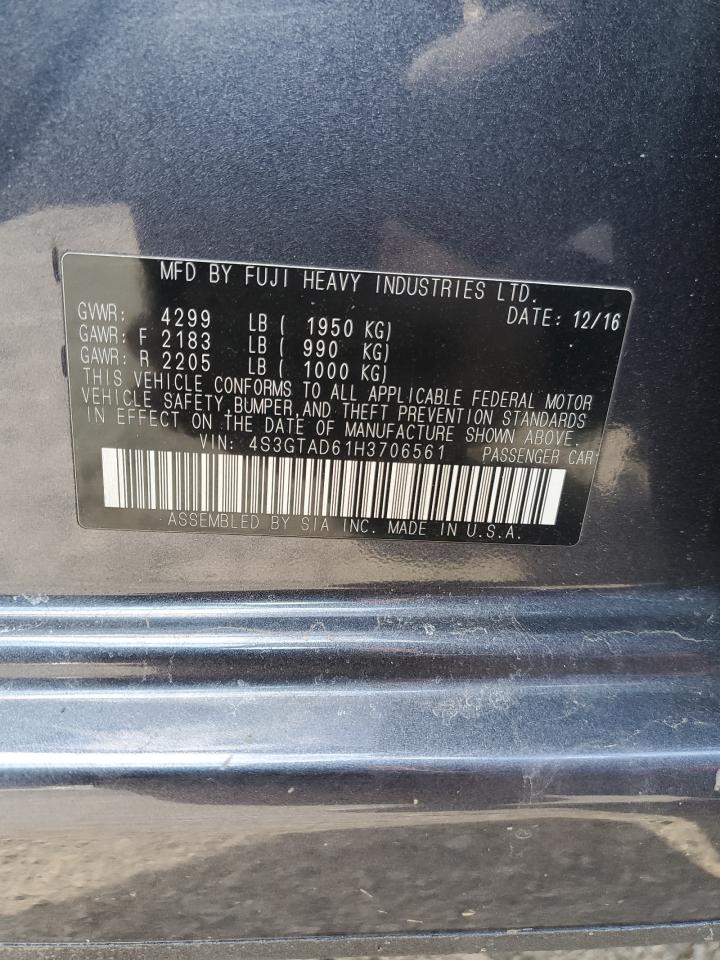 MFD BY FUJI HEAVY INDUSTRIES LTD.
DATE: 12/16
GVWR: 4299 LB ( 1950 KG)
GAWR: F 2183 LB ( 990 KG)
GAWR: R 2205 LB ( 1000 KG)
THIS VEHICLE CONFORMS TO ALL APPLICABLE FEDERAL MOTOR
VEHICLE SAFETY, BUMPER, AND THEFT PREVENTION STANDARDS
IN EFFECT ON THE DATE OF MANUFACTURE SHOWN ABOVE.
VIN: 4S3GTAD61H3706561 PASSENGER CAR
ASSEMBLED BY SIA INC. MADE IN U.S.A.